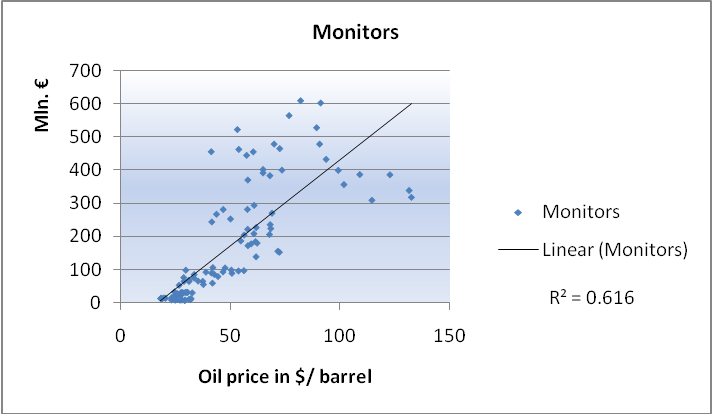 Monitors
Mln. €
700
600
500
400
300
200
100
0
0 50 100 150
Oil price in $/ barrel
Monitors
Linear (Monitors)
R² = 0.616